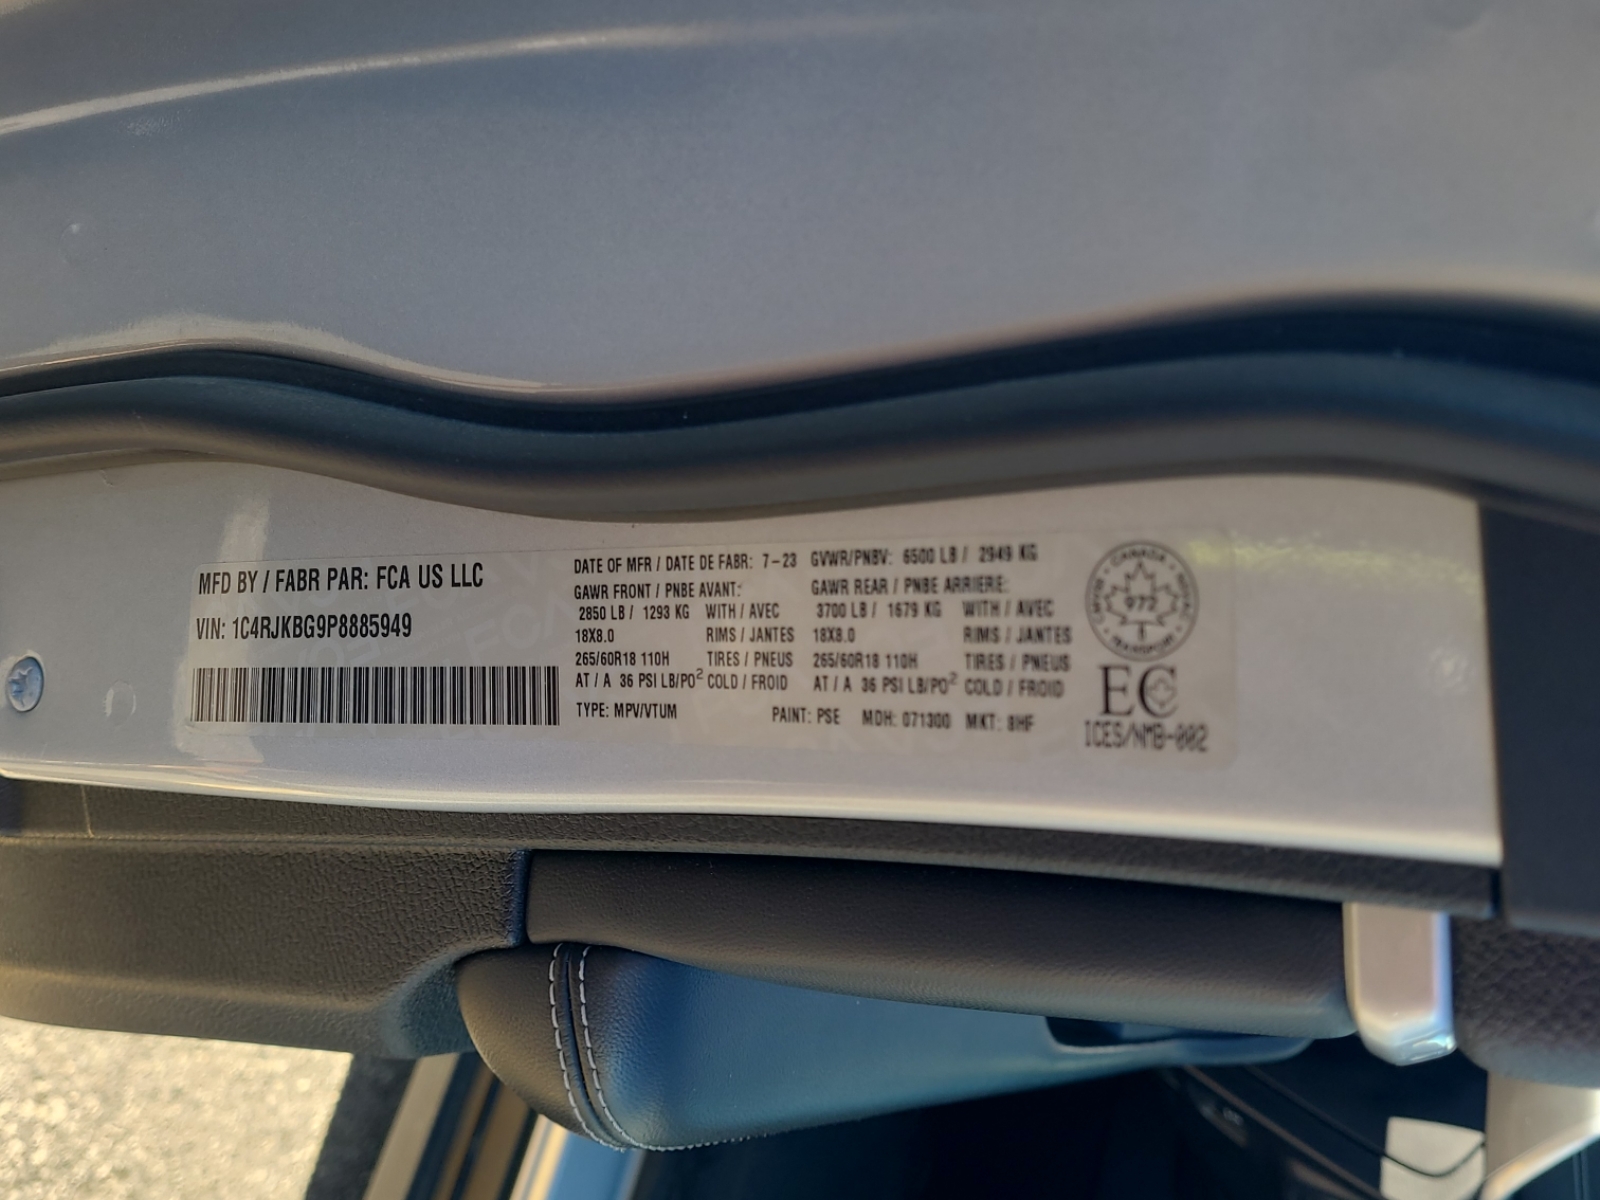 MFD BY / FABR PAR: FCA US LLC
VIN: 1C4RJKBG9P8885949
DATE OF MFR / DATE DE FABR: 7-23 GVWR/PNBV: 6500 LB / 2949 KG
GAWR FRONT / PNBE AVANT: GAWR REAR / PNBE ARRIERE:
2850 LB / 1293 KG WITH / AVEC 3700 LB / 1679 KG WITH / AVEC
18X8.0 RIMS / JANTES 18X8.0 RIMS / JANTES
265/60R18 110H TIRES / PNEUS 265/60R18 110H TIRES / PNEUS
AT / A 36 PSI LB/PO² COLD / FROID AT / A 36 PSI LB/PO² COLD / FROID
TYPE: MPV/VTUM PAINT: PSE MDH: 071300 MKT: 8HF
CANADA
972
TRANSPORT
EC
ICES/NMB-002